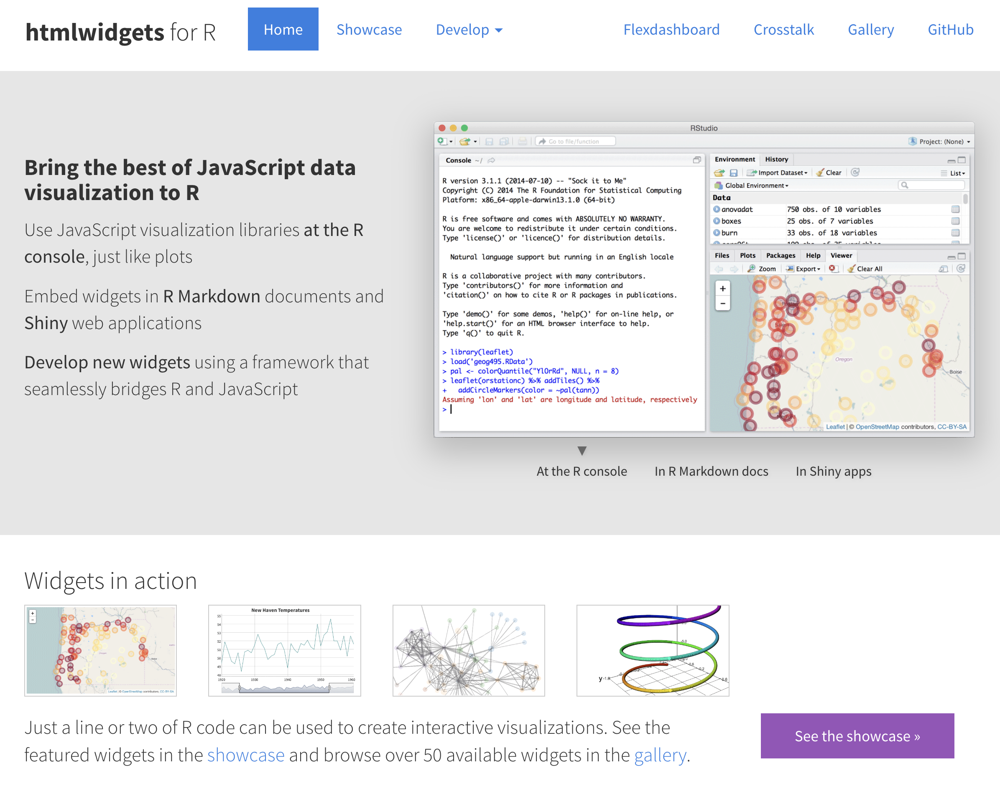 htmlwidgets for R
Home
Showcase
Develop
Flexdashboard
Crosstalk
Gallery
GitHub
Bring the best of JavaScript data
visualization to R
Use JavaScript visualization libraries at the R
console, just like plots
Embed widgets in R Markdown documents and
Shiny web applications
Develop new widgets using a framework that
seamlessly bridges R and JavaScript
RStudio
Go to file/function
Project: (None)
Console ~/
R version 3.1.1 (2014-07-10) -- "Sock it to Me"
Copyright (C) 2014 The R Foundation for Statistical Computing
Platform: x86_64-apple-darwin13.1.0 (64-bit)
R is free software and comes with ABSOLUTELY NO WARRANTY.
You are welcome to redistribute it under certain conditions.
Type 'license()' or 'licence()' for distribution details.
Natural language support but running in an English locale
R is a collaborative project with many contributors.
Type 'contributors()' for more information and
'citation()' on how to cite R or R packages in publications.
Type 'demo()' for some demos, 'help()' for on-line help, or
'help.start()' for an HTML browser interface to help.
Type 'q()' to quit R.
> library(leaflet)
> load('geog495.RData')
> pal <- colorQuantile("YlOrRd", NULL, n = 8)
> leaflet(orstationc) %>% addTiles() %>%
+   addCircleMarkers(color = ~pal(tann))
Assuming 'lon' and 'lat' are longitude and latitude, respectively
>
Environment History
Import Dataset Clear List
Global Environment
Data
anovadat 750 obs. of 10 variables
boxes 25 obs. of 7 variables
burn 33 obs. of 18 variables
Files Plots Packages Help Viewer
Zoom Export Clear All
+
−
Oregon
Boise
Leaflet | © OpenStreetMap contributors, CC-BY-SA
At the R console
In R Markdown docs
In Shiny apps
Widgets in action
+
−
Oregon
Boise
Leaflet | © OpenStreetMap contributors, CC-BY-SA
New Haven Temperatures
55
54
53
52
51
50
49
48
1920 1930 1940 1950 1960
-5.0
0.6
0.2
y -1.0
0.6
Just a line or two of R code can be used to create interactive visualizations. See the
featured widgets in the showcase and browse over 50 available widgets in the gallery.
See the showcase »